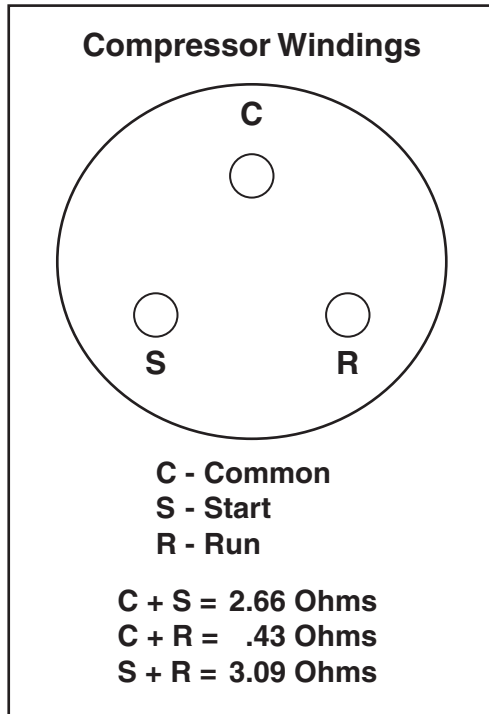 Compressor Windings
C
S R
C - Common
S - Start
R - Run
C + S = 2.66 Ohms
C + R = .43 Ohms
S + R = 3.09 Ohms